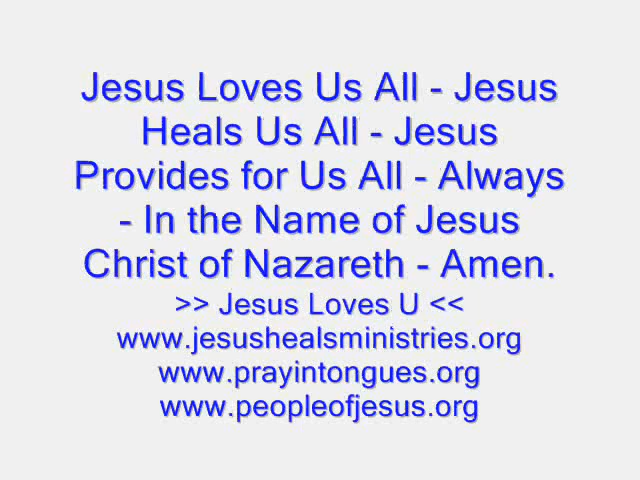 Jesus Loves Us All - Jesus
Heals Us All - Jesus
Provides for Us All - Always
- In the Name of Jesus
Christ of Nazareth - Amen.
>> Jesus Loves U <<
www.jesushealsministries.org
www.prayintongues.org
www.peopleofjesus.org